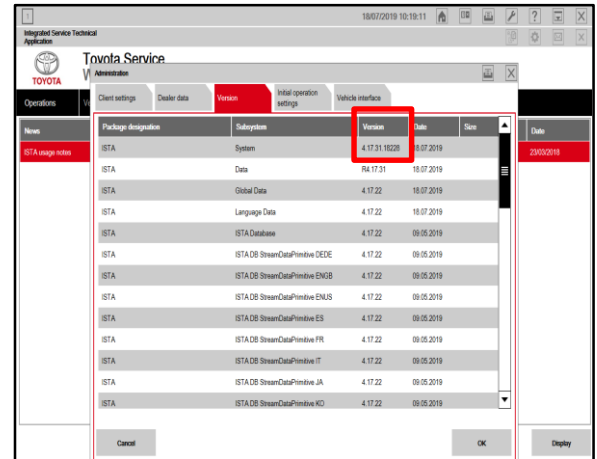 1 18/07/2019 10:19:11 ? X
Integrated Service Technical
Application X
TOYOTA Toyota Service
Administration X
Operations
Client settings Dealer data Version Initial operation settings Vehicle interface
News Package designation Subsystem Version Date Size Date
ISTA usage notes ISTA System 4.17.31.18228 18.07.2019 23/03/2018
ISTA Data R4.17.31 18.07.2019
ISTA Global Data 4.17.22 18.07.2019
ISTA Language Data 4.17.22 18.07.2019
ISTA ISTA Database 4.17.22 09.05.2019
ISTA ISTA DB StreamDataPrimitive DEDE 4.17.22 09.05.2019
ISTA ISTA DB StreamDataPrimitive ENGB 4.17.22 09.05.2019
ISTA ISTA DB StreamDataPrimitive ENUS 4.17.22 09.05.2019
ISTA ISTA DB StreamDataPrimitive ES 4.17.22 09.05.2019
ISTA ISTA DB StreamDataPrimitive FR 4.17.22 09.05.2019
ISTA ISTA DB StreamDataPrimitive IT 4.17.22 09.05.2019
ISTA ISTA DB StreamDataPrimitive JA 4.17.22 09.05.2019
ISTA ISTA DB StreamDataPrimitive KO 4.17.22 09.05.2019
Cancel OK Display